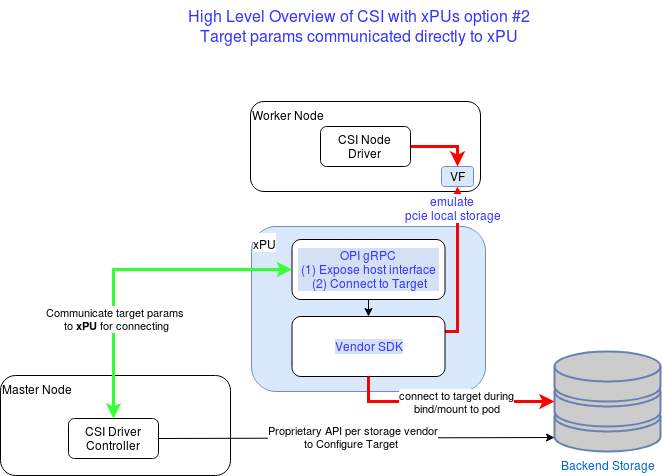 High Level Overview of CSI with xPUs option #2
Target params communicated directly to xPU
Worker Node
CSI Node
Driver
VF
emulate
pcie local storage
xPU
OPI gRPC
(1) Expose host interface
(2) Connect to Target
Communicate target params
to xPU for connecting
Vendor SDK
Master Node
connect to target during
bind/mount to pod
CSI Driver
Controller
Proprietary API per storage vendor
to Configure Target
Backend Storage